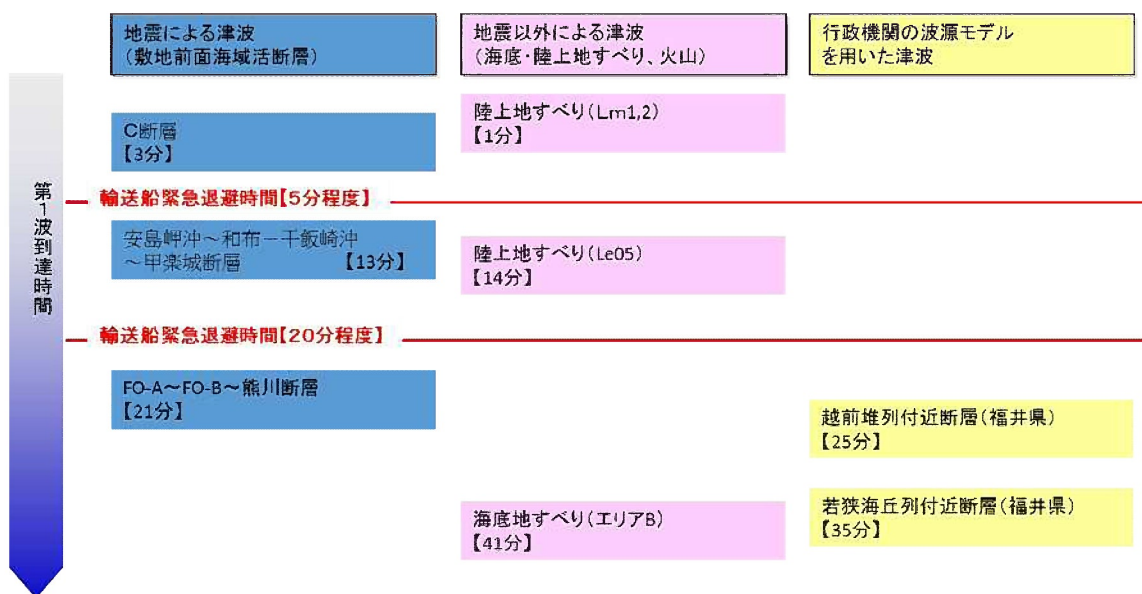 地震による津波
(敷地前面海域活断層)
地震以外による津波
(海底・陸上地すべり、火山)
行政機関の波源モデル
を用いた津波
第1波到達時間
C断層
【3分】
陸上地すべり(Lm1,2)
【1分】
輸送船緊急退避時間【5分程度】
安島岬沖～和布－干飯崎沖
～甲楽城断層 【13分】
陸上地すべり(Le05)
【14分】
輸送船緊急退避時間【20分程度】
FO-A～FO-B～熊川断層
【21分】
越前堆列付近断層(福井県)
【25分】
海底地すべり(エリアB)
【41分】
若狭海丘列付近断層(福井県)
【35分】